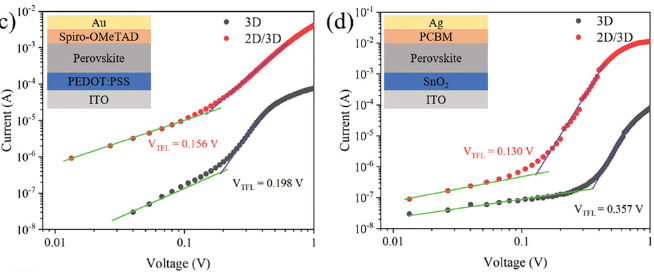 c)
Au
Spiro-OMeTAD
Perovskite
PEDOT:PSS
ITO
3D
2D/3D
V_TFL = 0.156 V
V_TFL = 0.198 V
10^-2
10^-3
10^-4
10^-5
10^-6
10^-7
10^-8
Current (A)
0.01
0.1
1
Voltage (V)
(d)
Ag
PCBM
Perovskite
SnO₂
ITO
3D
2D/3D
V_TFL = 0.130 V
V_TFL = 0.357 V
10^-1
10^-2
10^-3
10^-4
10^-5
10^-6
10^-7
10^-8
Current (A)
0.01
0.1
1
Voltage (V)